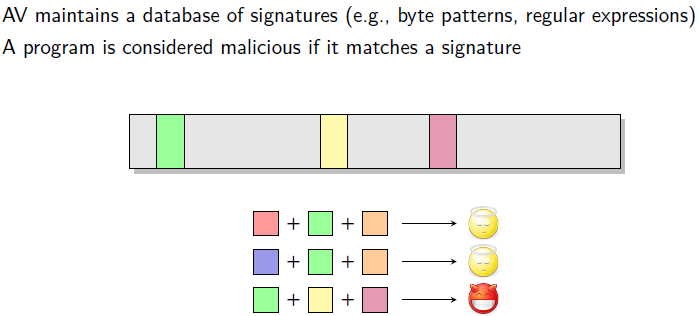 AV maintains a database of signatures (e.g., byte patterns, regular expressions)
A program is considered malicious if it matches a signature
+ +
+ +
+ +